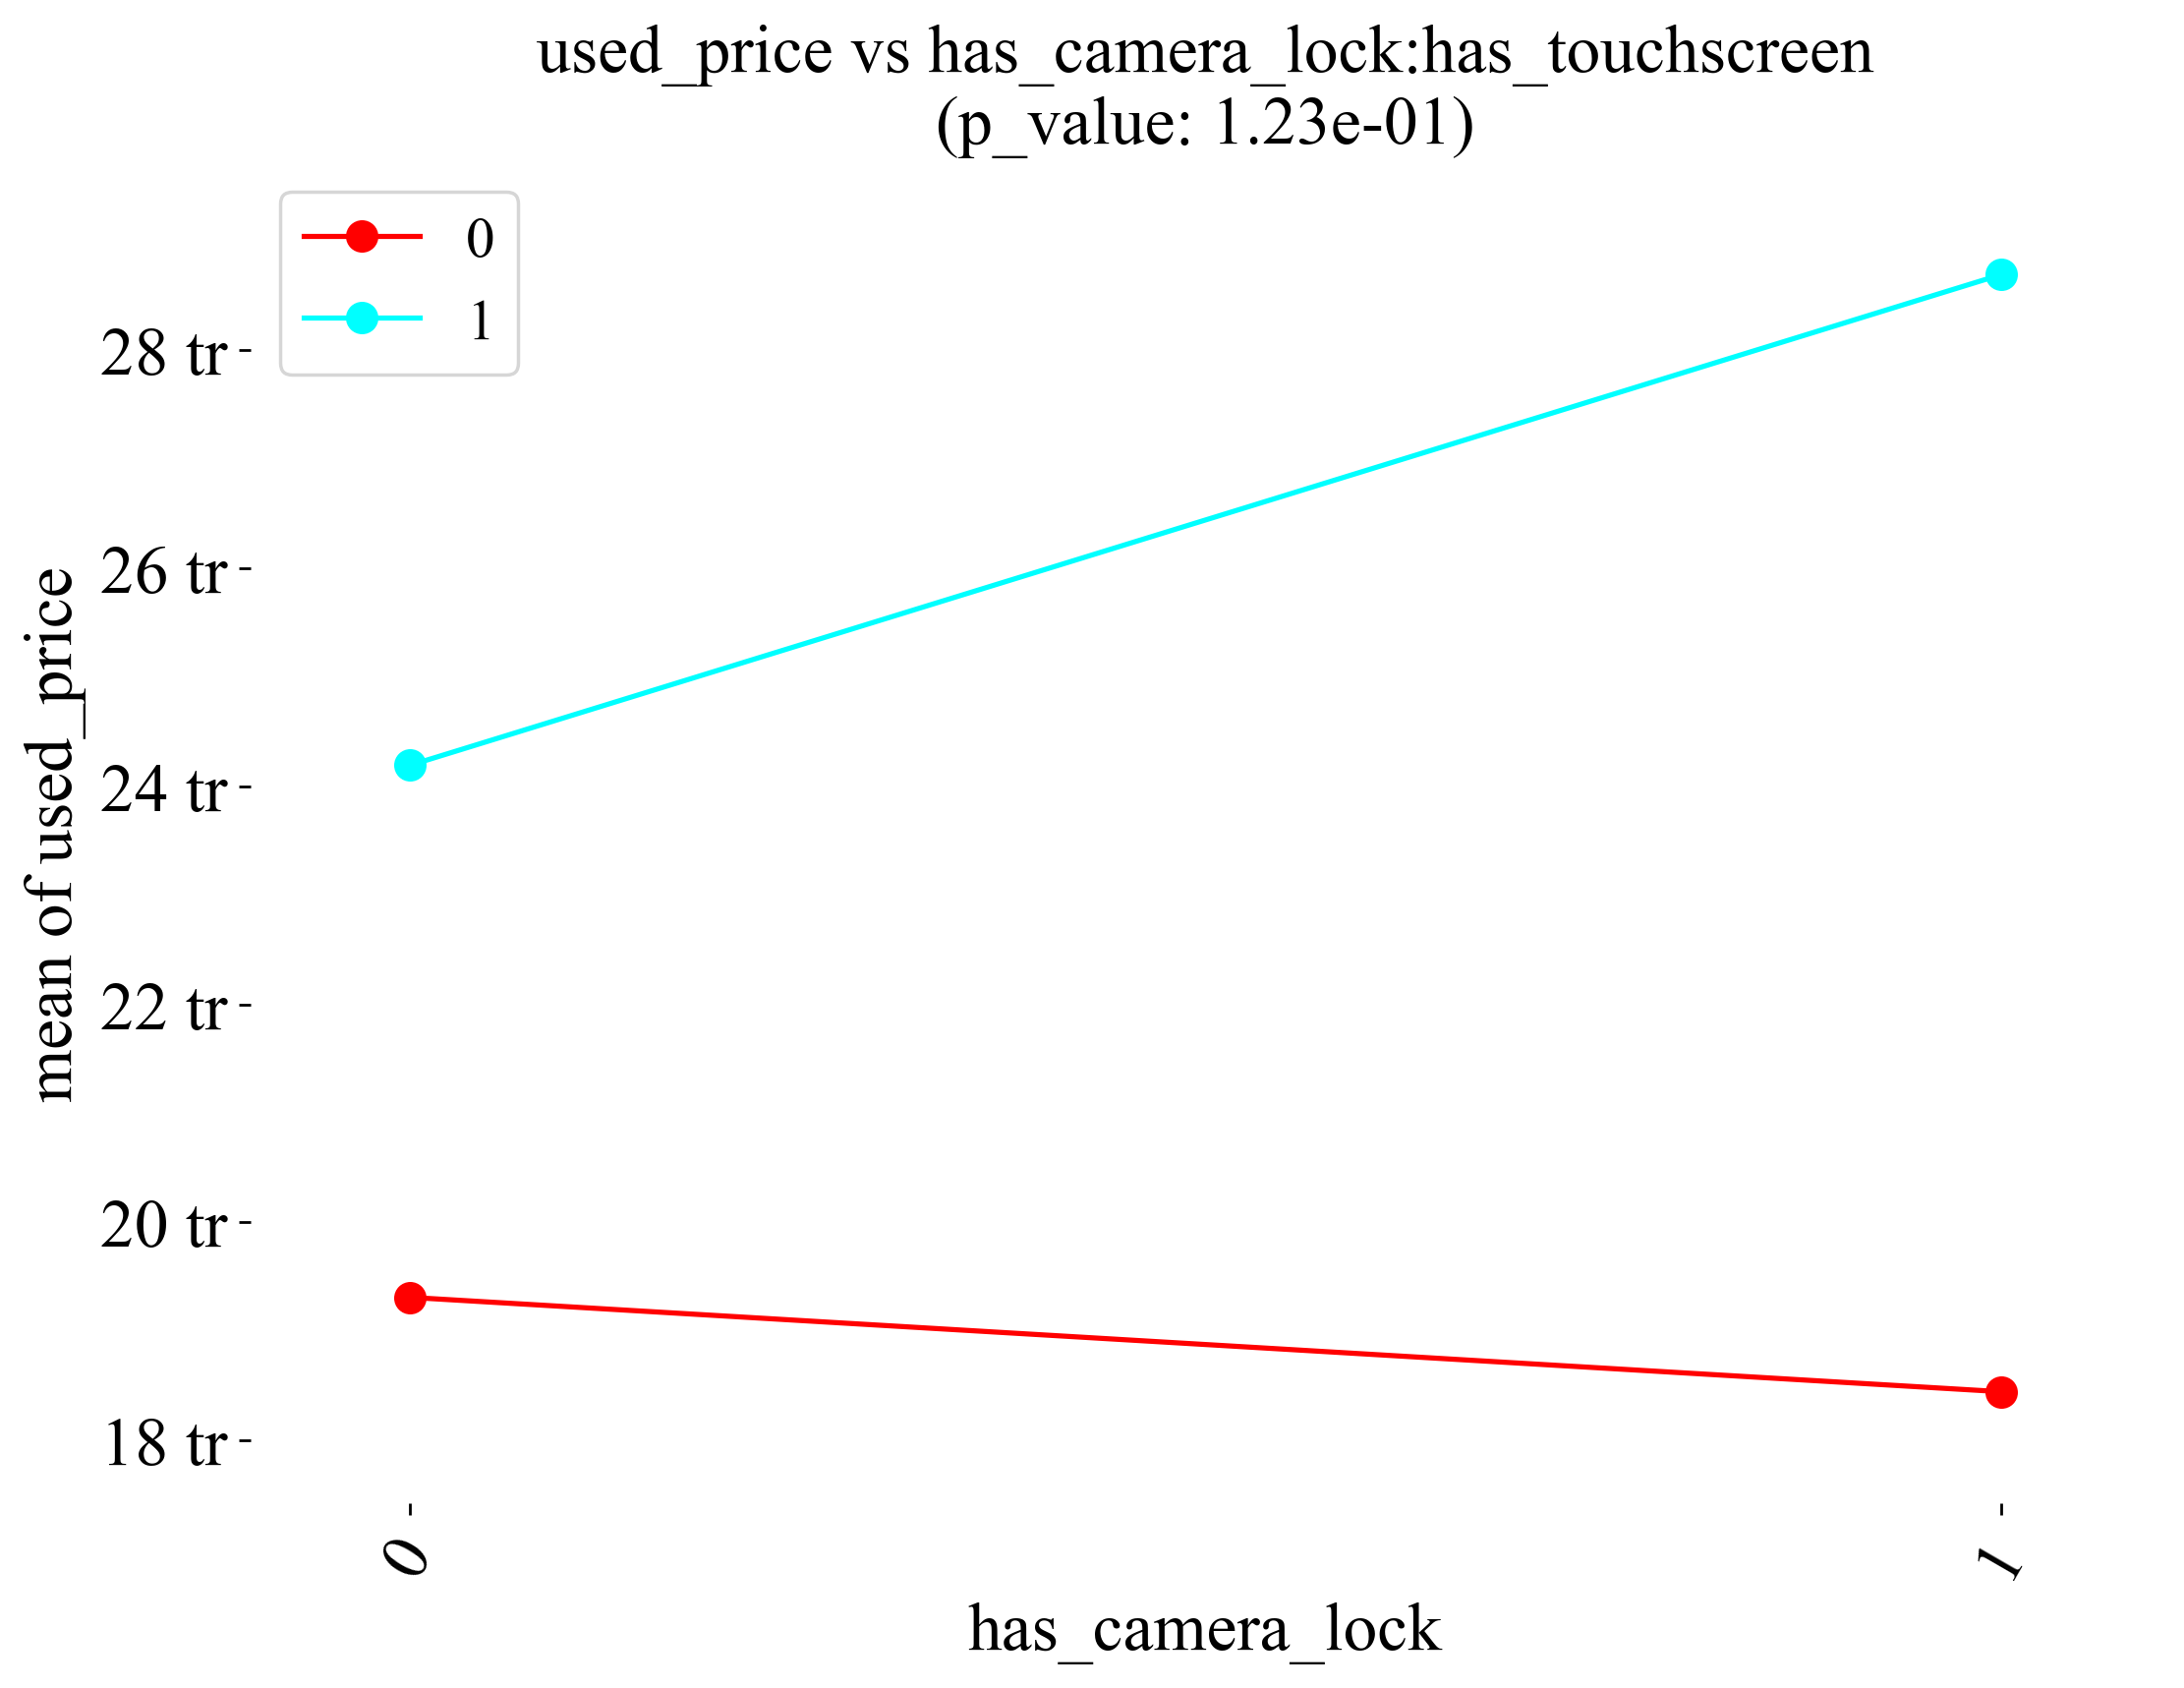 used_price vs has_camera_lock:has_touchscreen
(p_value: 1.23e-01)
0
1
28 tr
26 tr
24 tr
22 tr
20 tr
18 tr
mean of used_price
0
1
has_camera_lock